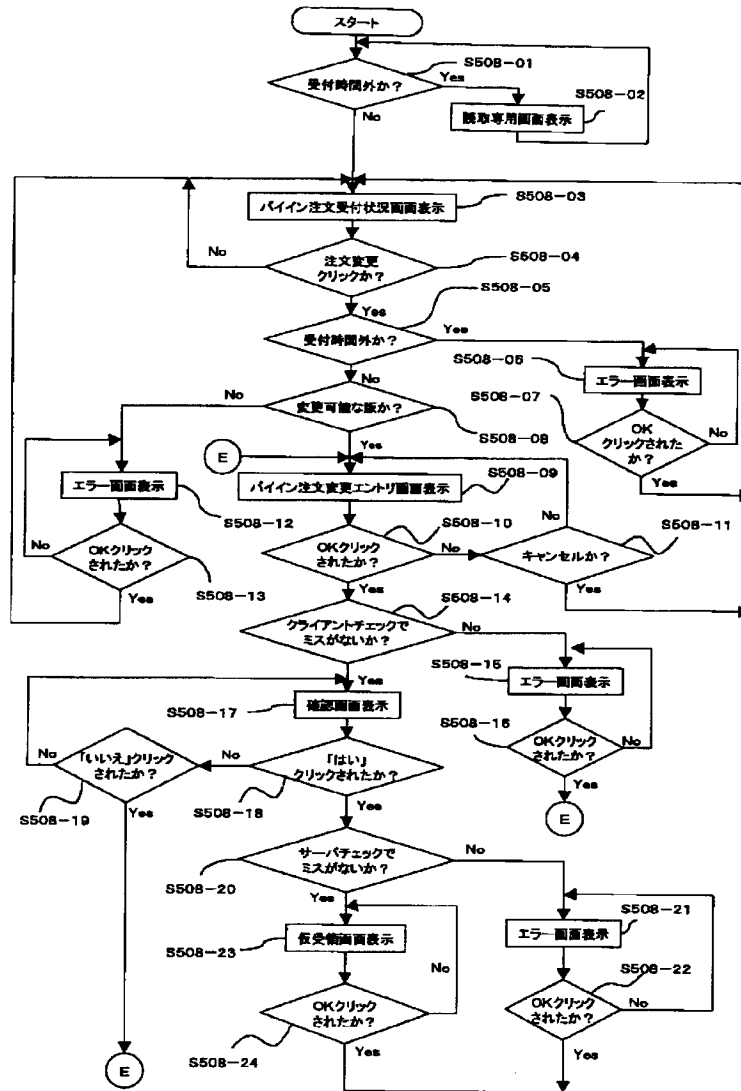 スタート
S508-01
受付時間外か?
Yes
S508-02
読取専用画面表示
No
S508-03
バイイン注文受付状況画面表示
No
S508-04
注文変更
クリックか?
S508-05
Yes
受付時間外か?
Yes
S508-06
エラー画面表示
No
No
変更可能な版か?
S508-07
OK
クリックされた
か?
No
S508-08
Yes
E
S508-09
Yes
エラー画面表示
バイイン注文変更エントリ画面表示
S508-12
S508-10
No
S508-11
No
OKクリック
されたか?
OKクリック
されたか?
No
キャンセルか?
S508-13
Yes
Yes
S508-14
Yes
クライアントチェックで
ミスがないか?
No
S508-15
エラー画面表示
Yes
S508-17
確認画面表示
S508-16
OKクリック
されたか?
No
No
「いいえ」クリック
されたか?
No
「はい」
クリックされたか?
Yes
S508-19
Yes
S508-18
Yes
E
サーバチェックで
ミスがないか?
No
S508-20
Yes
S508-21
S508-23
仮受領画面表示
エラー画面表示
No
S508-22
OKクリック
されたか?
OKクリック
されたか?
No
S508-24
Yes
Yes
E